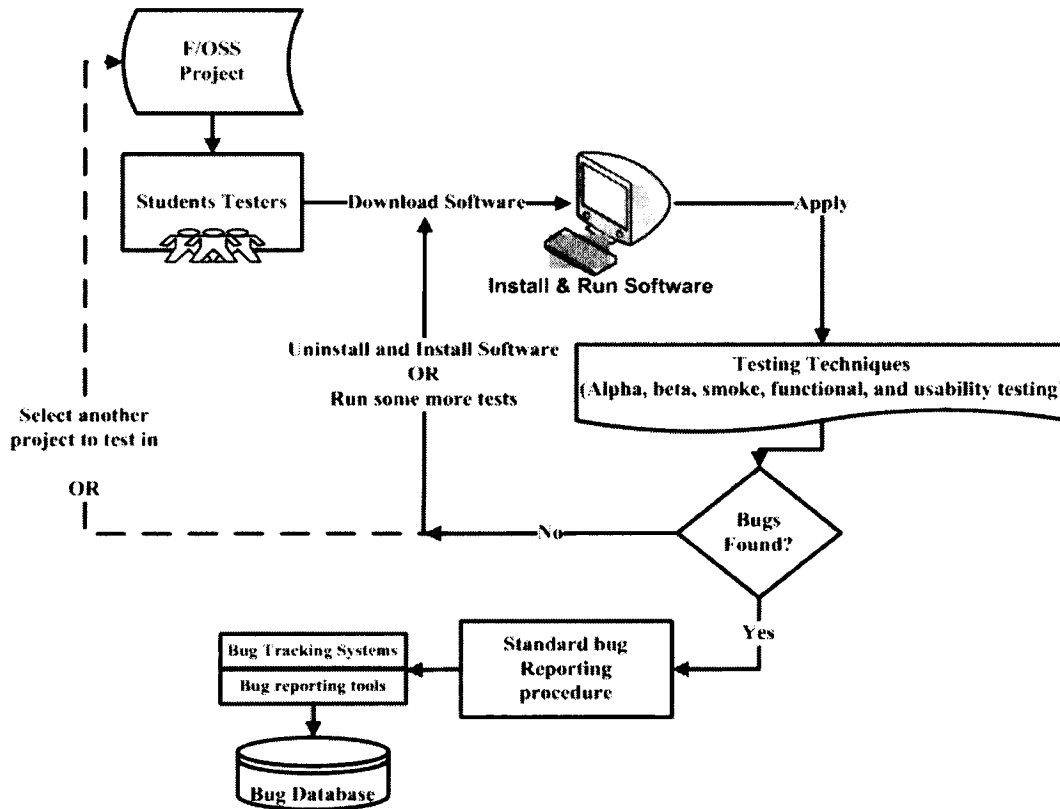 F/OSS
Project
Students Testers
Download Software
Apply
Install & Run Software
Uninstall and Install Software
OR
Run some more tests
Testing Techniques
(Alpha, beta, smoke, functional, and usability testing)
Select another
project to test in
OR
Bugs
Found?
No
Yes
Standard bug
Reporting
procedure
Bug Tracking Systems
Bug reporting tools
Bug Database